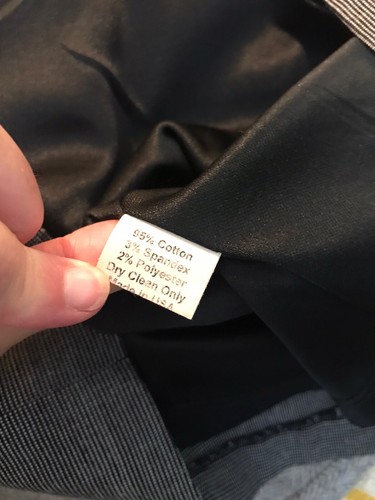 95% Cotton
3% Spandex
2% Polyester
Dry Clean Only
Made in USA